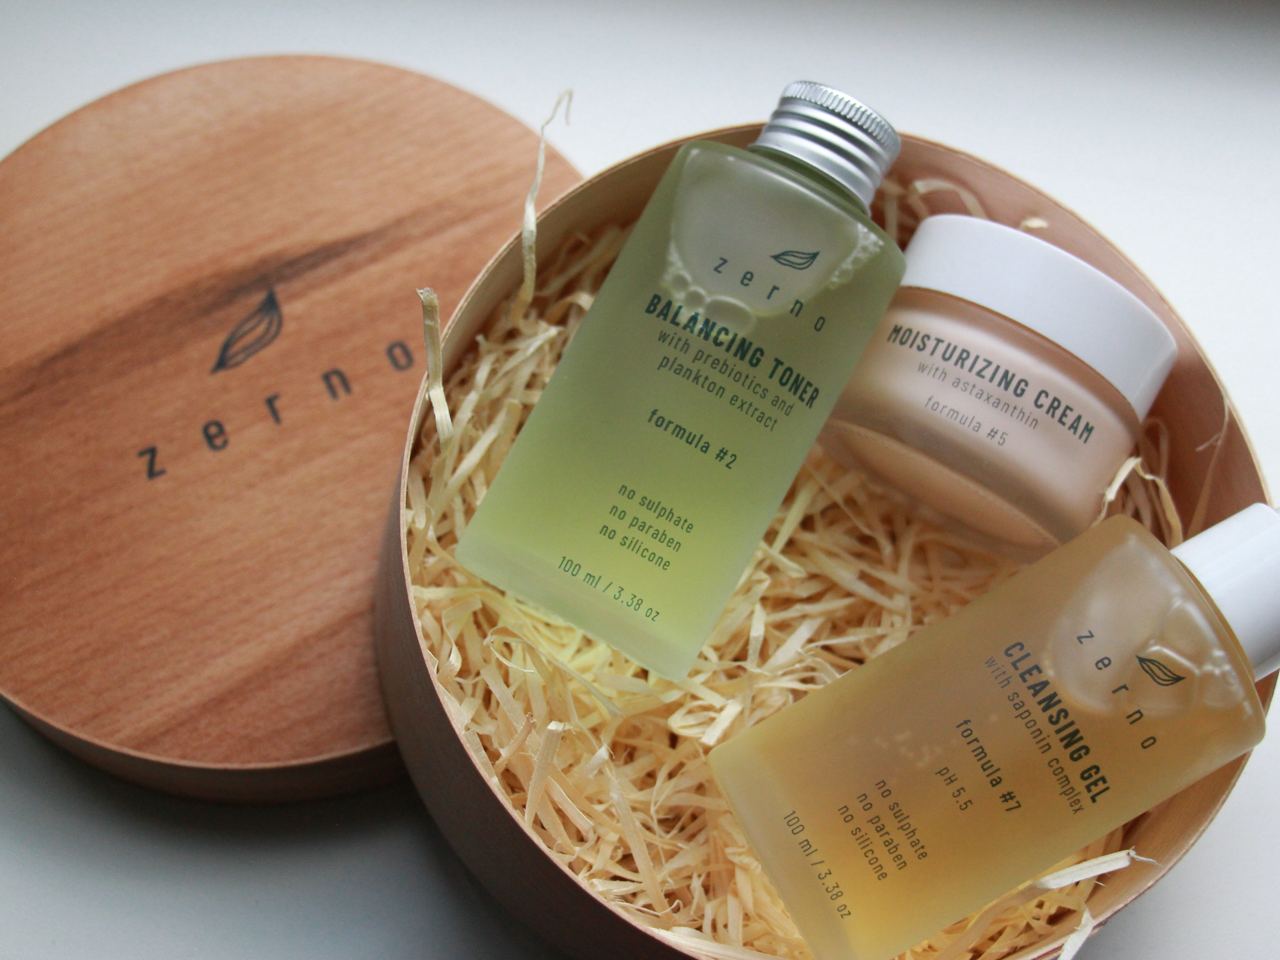 zerno
zerno
BALANCING TONER
with prebiotics and
plankton extract
formula #2
no sulphate
no paraben
no silicone
100 ml / 3.38 oz
MOISTURIZING CREAM
with astaxanthin
formula #5
zerno
CLEANSING GEL
with saponin complex
formula #7
pH 5.5
no sulphate
no paraben
no silicone
100 ml / 3.38 oz